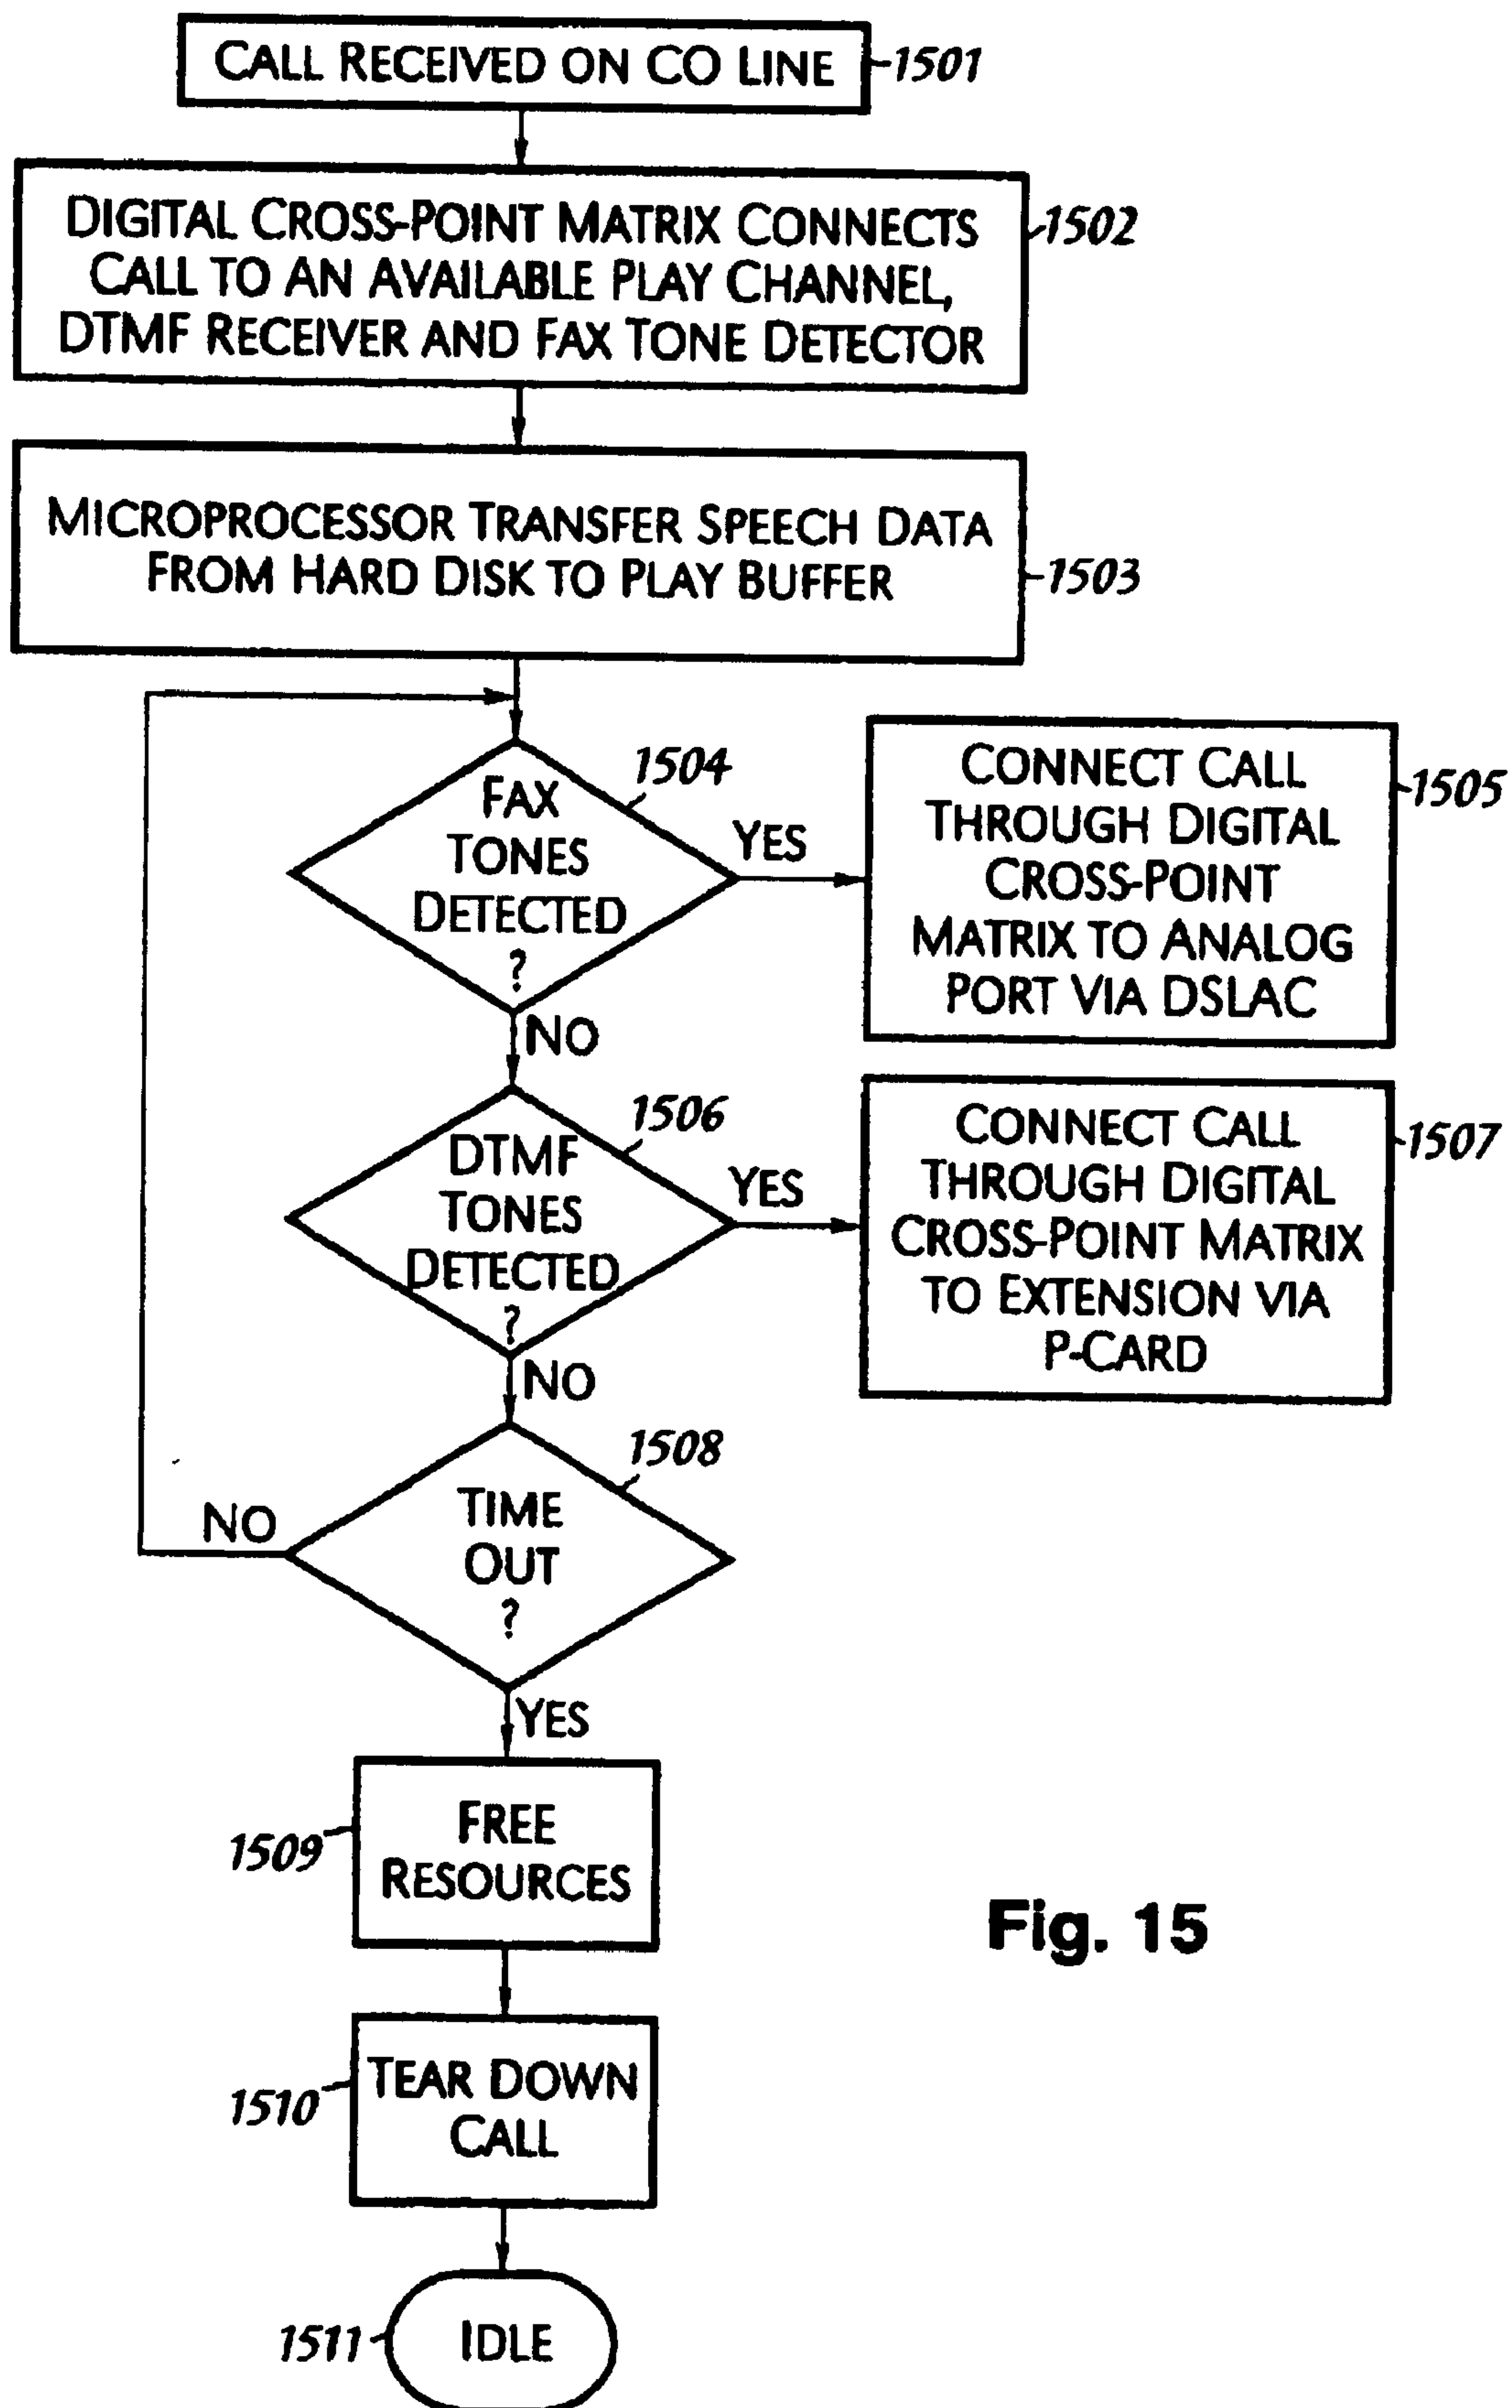 CALL RECEIVED ON CO LINE
1501
DIGITAL CROSS-POINT MATRIX CONNECTS
CALL TO AN AVAILABLE PLAY CHANNEL,
DTMF RECEIVER AND FAX TONE DETECTOR
1502
MICROPROCESSOR TRANSFER SPEECH DATA
FROM HARD DISK TO PLAY BUFFER
1503
FAX
TONES
DETECTED
?
1504
YES
NO
CONNECT CALL
THROUGH DIGITAL
CROSS-POINT
MATRIX TO ANALOG
PORT VIA DSLAC
1505
DTMF
TONES
DETECTED
?
1506
YES
NO
CONNECT CALL
THROUGH DIGITAL
CROSS-POINT MATRIX
TO EXTENSION VIA
P-CARD
1507
TIME
OUT
?
1508
NO
YES
FREE
RESOURCES
1509
TEAR DOWN
CALL
1510
IDLE
1511
Fig. 15